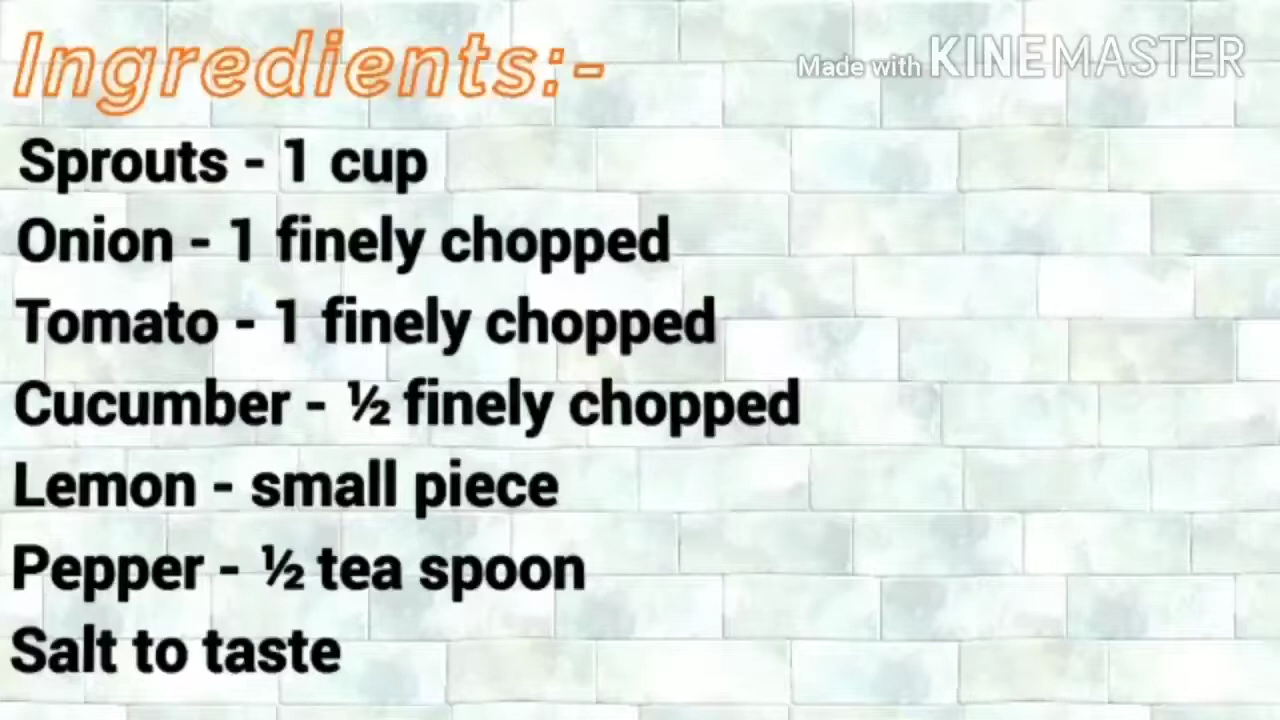 Ingredients:-
Made with KINEMASTER
Sprouts - 1 cup
Onion - 1 finely chopped
Tomato - 1 finely chopped
Cucumber - ½ finely chopped
Lemon - small piece
Pepper - ½ tea spoon
Salt to taste